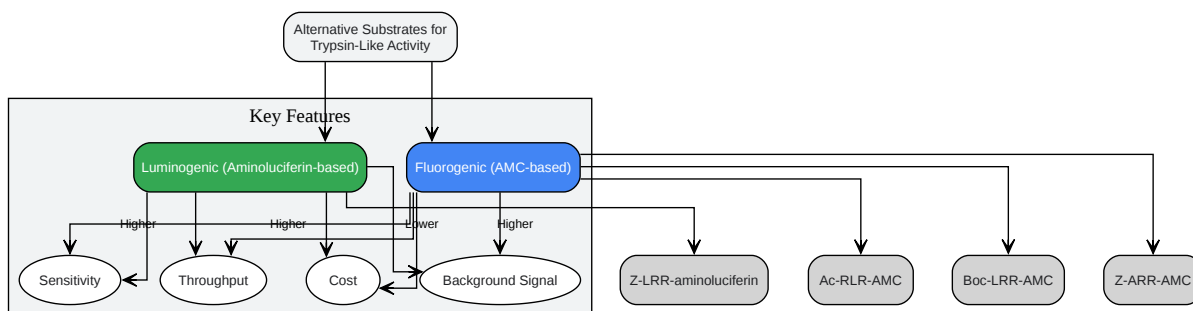 Alternative Substrates for
Trypsin-Like Activity
Key Features
Luminogenic (Aminoluciferin-based)
Fluorogenic (AMC-based)
Higher
Higher
Lower
Higher
Sensitivity
Throughput
Cost
Background Signal
Z-LRR-aminoluciferin
Ac-RLR-AMC
Boc-LRR-AMC
Z-ARR-AMC